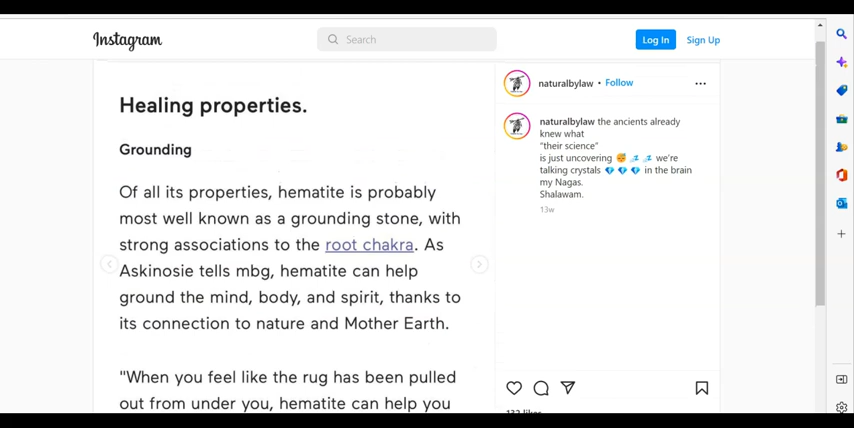 Instagram
Search
Log In
Sign Up
Healing properties.
Grounding
Of all its properties, hematite is probably
most well known as a grounding stone, with
strong associations to the root chakra. As
Askinosie tells mbg, hematite can help
ground the mind, body, and spirit, thanks to
its connection to nature and Mother Earth.
"When you feel like the rug has been pulled
out from under you, hematite can help you
naturalbylaw • Follow
naturalbylaw the ancients already
knew what
"their science"
is just uncovering 😴 💤 💤 we're
talking crystals 💎 💎 💎 in the brain
my Nagas.
Shalawam.
13w
132 likes